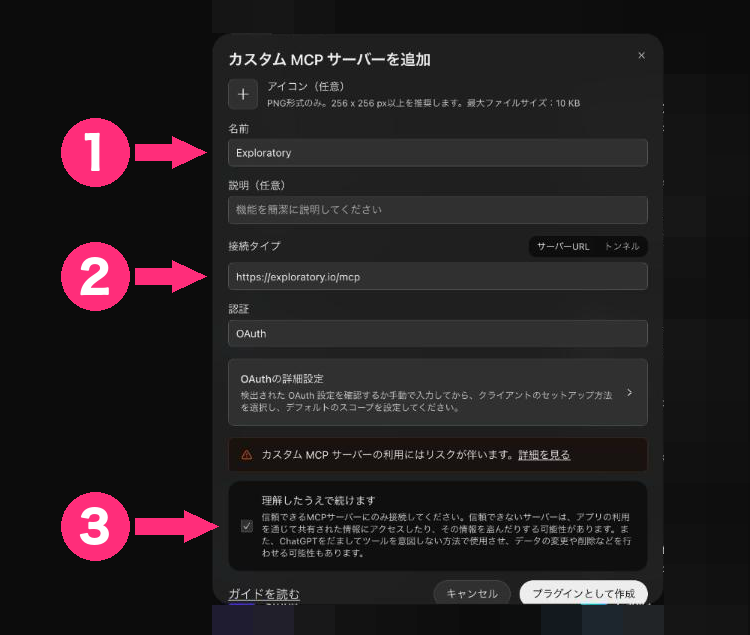 カスタム MCP サーバーを追加
×
+
アイコン（任意）
PNG形式のみ。256 x 256 px以上を推奨します。最大ファイルサイズ：10 KB
名前
1
Exploratory
説明（任意）
機能を簡潔に説明してください
接続タイプ
サーバーURL トンネル
2
https://exploratory.io/mcp
認証
OAuth
OAuthの詳細設定
検出された OAuth 設定を確認するか手動で入力してから、クライアントのセットアップ方法
を選択し、デフォルトのスコープを設定してください。
カスタム MCP サーバーの利用にはリスクが伴います。詳細を見る
理解したうえで続けます
3
信頼できるMCPサーバーにのみ接続してください。信頼できないサーバーは、アプリの利用
を通じて共有された情報にアクセスしたり、その情報を盗んだりする可能性があります。ま
た、ChatGPTをだましてツールを意図しない方法で使用させ、データの変更や削除などを行
わせる可能性もあります。
ガイドを読む
キャンセル
プラグインとして作成